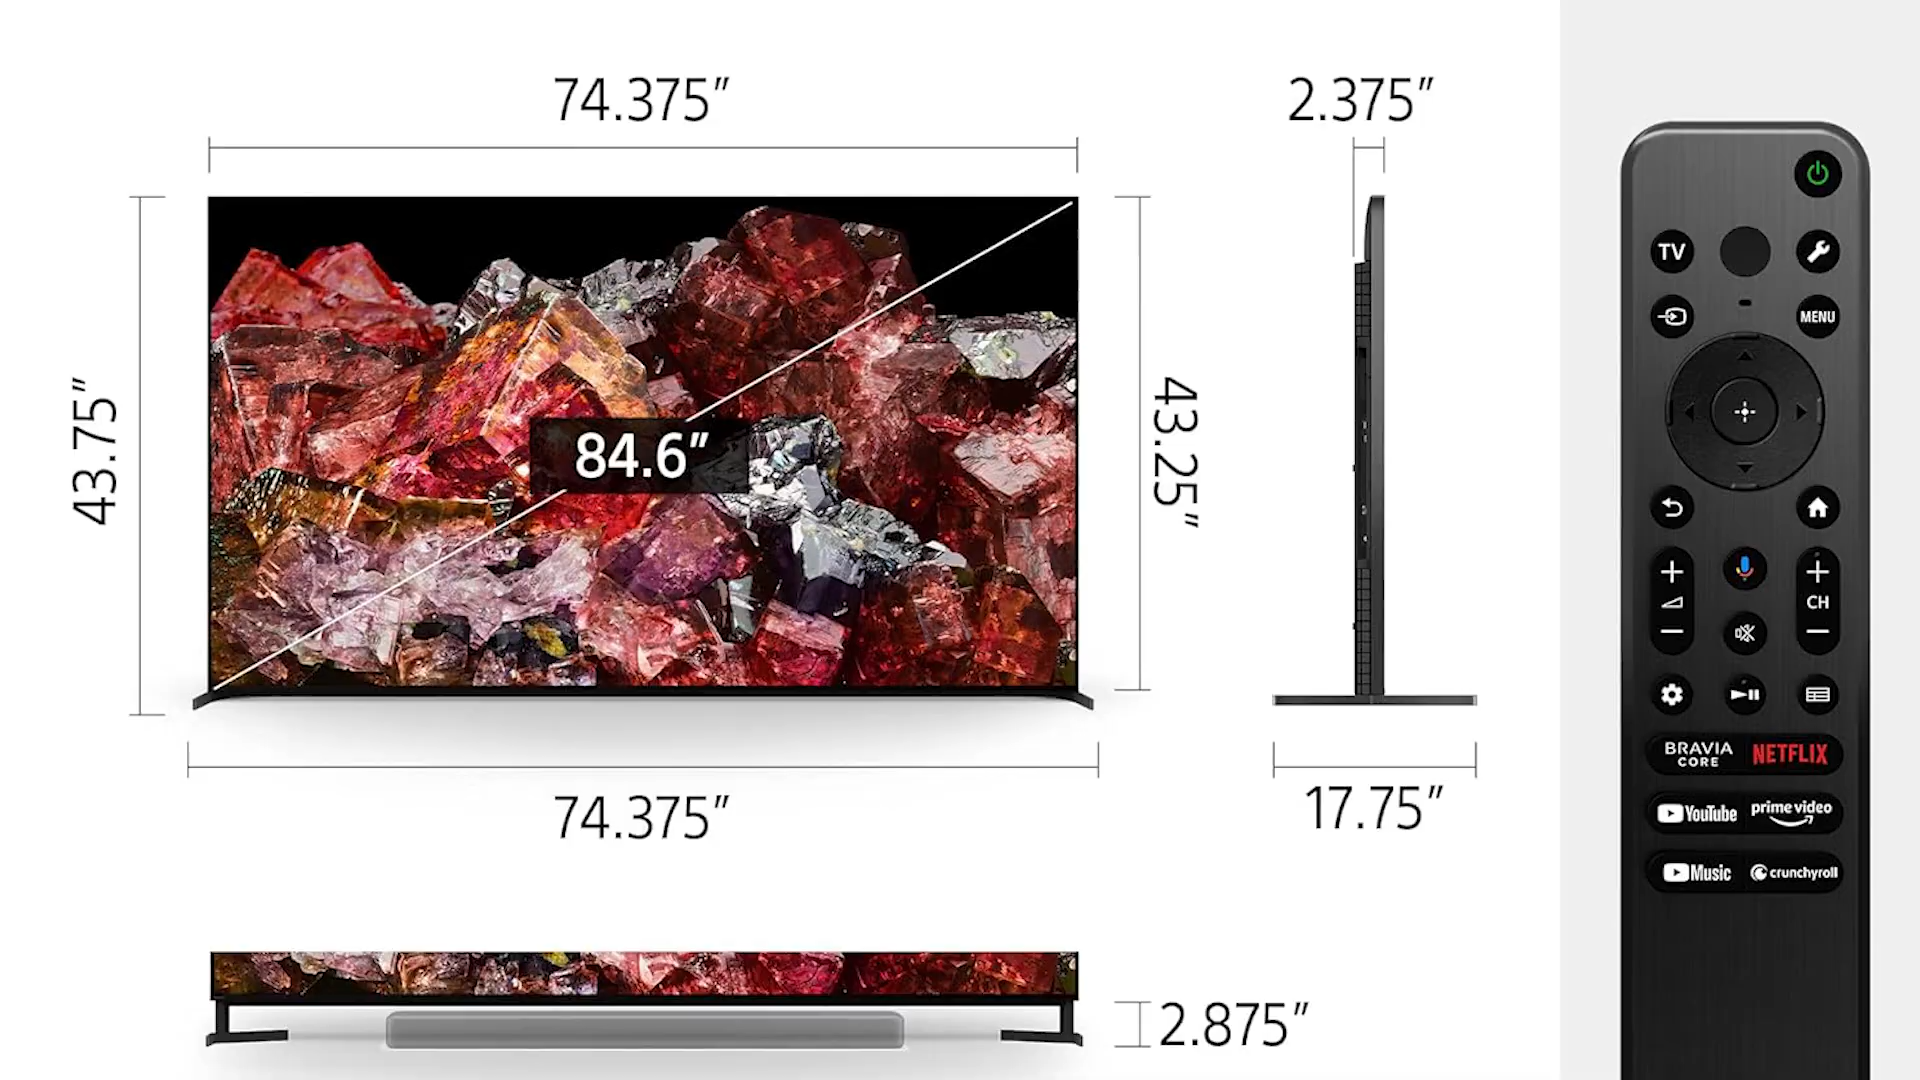 74.375″
2.375″
43.75″
84.6″
43.25″
74.375″
17.75″
2.875″
TV
MENU
CH
BRAVIA
CORE
NETFLIX
YouTube
prime video
Music
crunchyroll